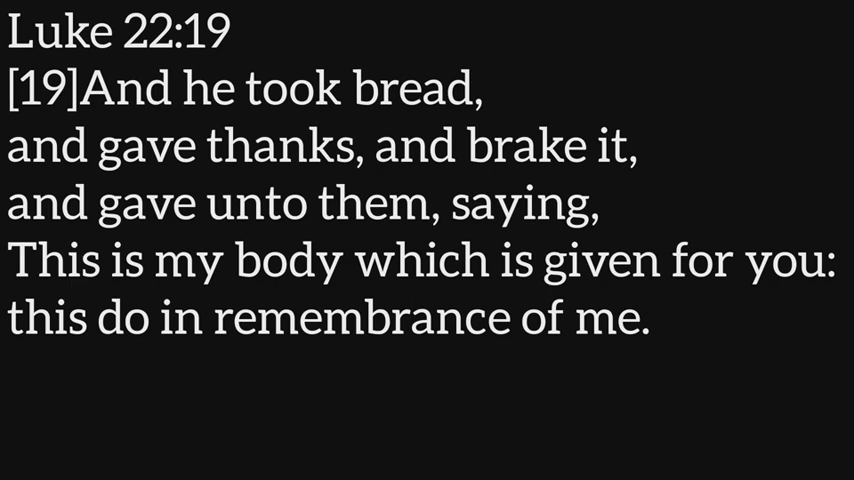 Luke 22:19
[19]And he took bread,
and gave thanks, and brake it,
and gave unto them, saying,
This is my body which is given for you:
this do in remembrance of me.